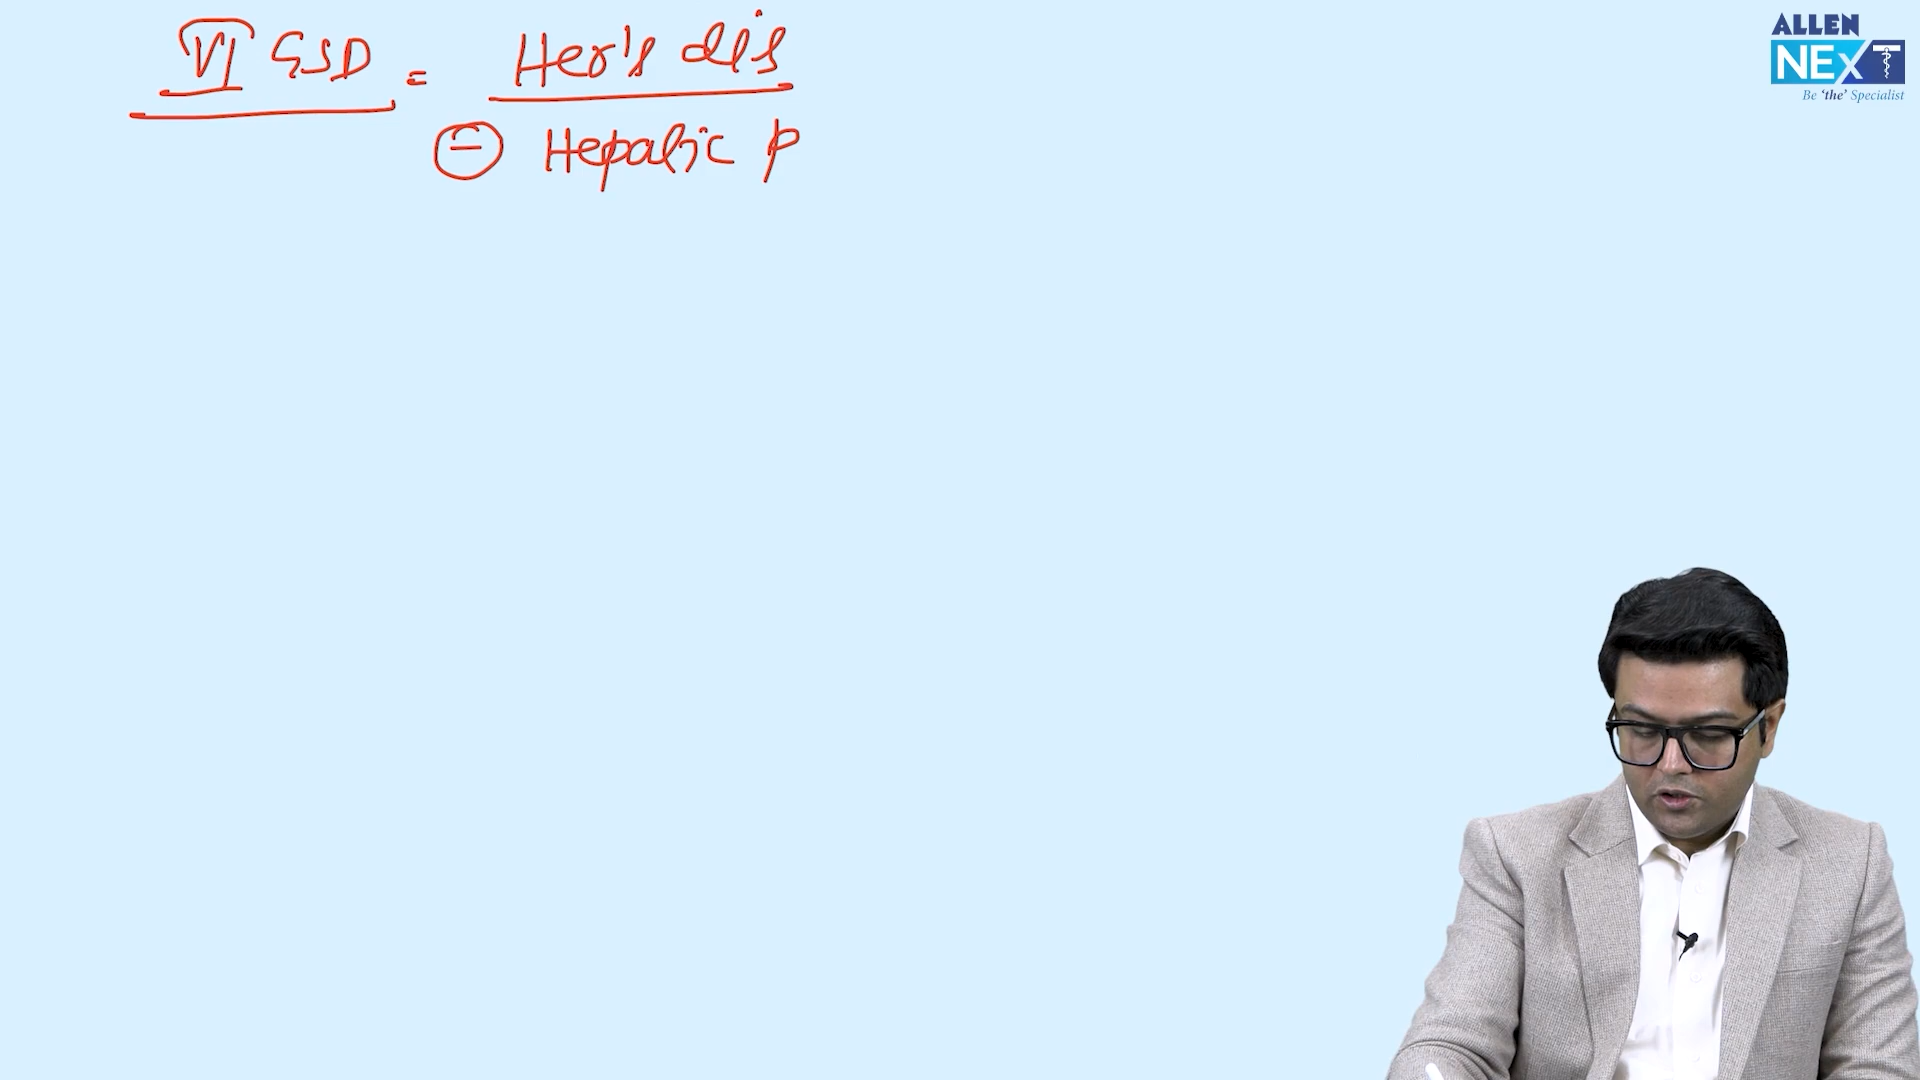 VI GSD = Her's dis
⊖ Hepatic p
ALLEN
NEXT
Be 'the' Specialist